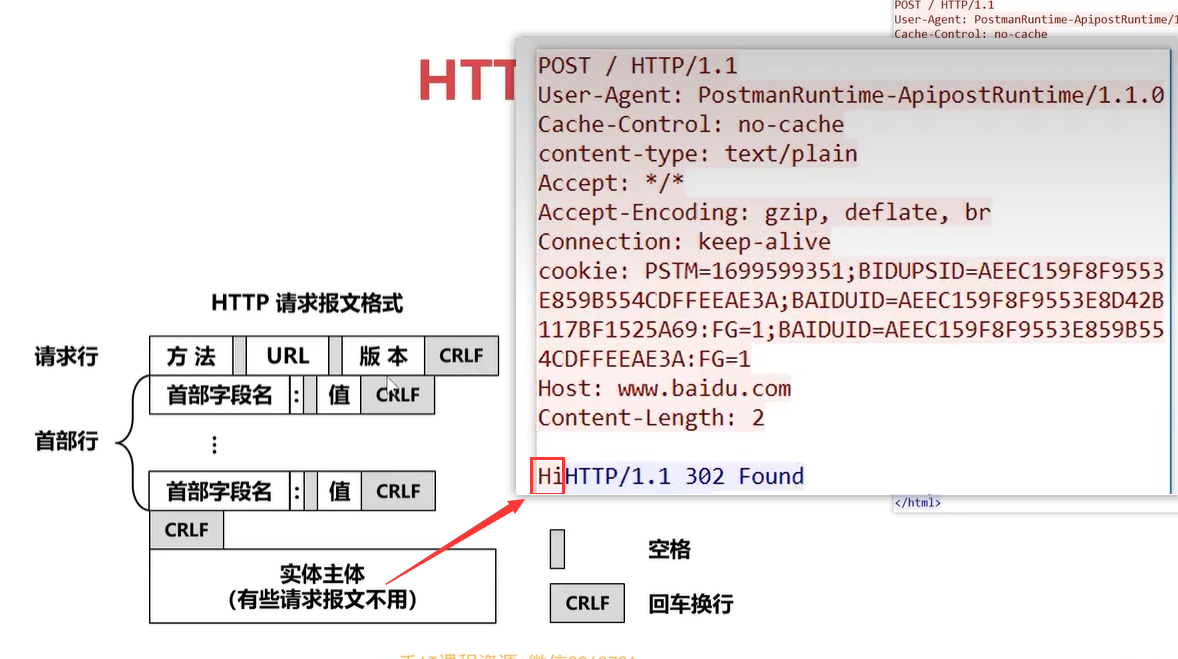 POST / HTTP/1.1
User-Agent: PostmanRuntime-ApipostRuntime/1
Cache-Control: no-cache
HTT
POST / HTTP/1.1
User-Agent: PostmanRuntime-ApipostRuntime/1.1.0
Cache-Control: no-cache
content-type: text/plain
Accept: */*
Accept-Encoding: gzip, deflate, br
Connection: keep-alive
cookie: PSTM=1699599351;BIDUPSID=AEEC159F8F9553
E859B554CDFFEEAE3A;BAIDUID=AEEC159F8F9553E8D42B
117BF1525A69:FG=1;BAIDUID=AEEC159F8F9553E859B55
4CDFFEEAE3A:FG=1
Host: www.baidu.com
Content-Length: 2
HiHTTP/1.1 302 Found
</html>
HTTP 请求报文格式
请求行 方法 URL 版本 CRLF
首部字段名 : 值 CRLF
首部行 ⋮
首部字段名 : 值 CRLF
CRLF
实体主体
(有些请求报文不用)
空格
CRLF 回车换行